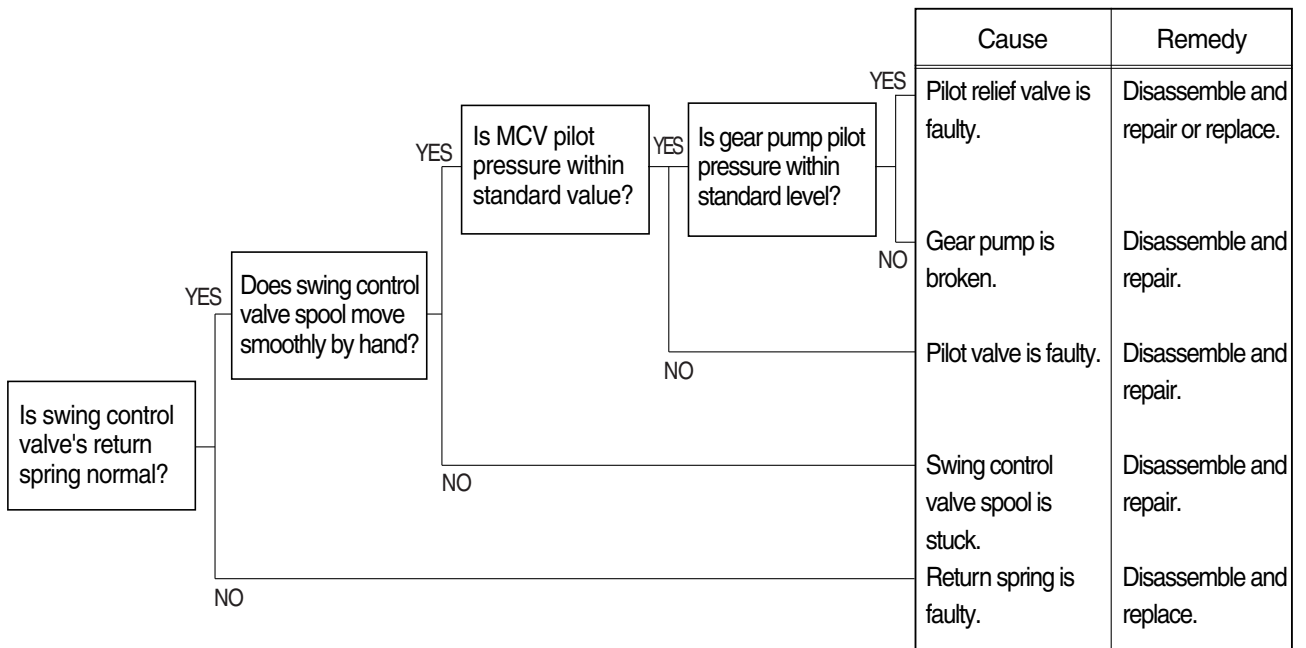 Cause
Remedy
YES
Pilot relief valve is
faulty.
Disassemble and
repair or replace.
YES
Is MCV pilot
pressure within
standard value?
YES
Is gear pump pilot
pressure within
standard level?
NO
Gear pump is
broken.
Disassemble and
repair.
YES
Does swing control
valve spool move
smoothly by hand?
NO
Pilot valve is faulty.
Disassemble and
repair.
Is swing control
valve's return
spring normal?
NO
Swing control
valve spool is
stuck.
Disassemble and
repair.
NO
Return spring is
faulty.
Disassemble and
replace.